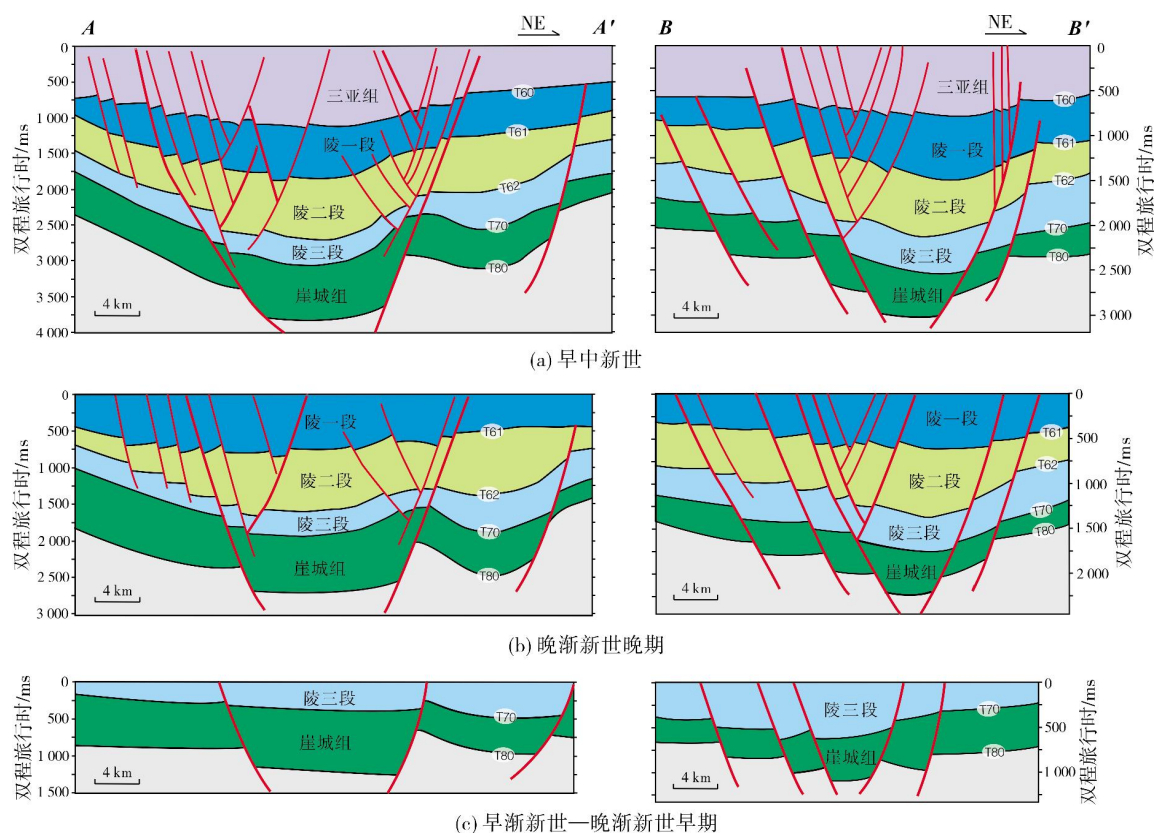 A
NE
A′
B
NE
B′
0
500
1 000
1 500
2 000
2 500
3 000
3 500
4 000
双程旅行时/ms
三亚组
陵一段
陵二段
陵三段
崖城组
T60
T61
T62
T70
T80
4 km
三亚组
陵一段
陵二段
陵三段
崖城组
T60
T61
T62
T70
T80
4 km
0
500
1 000
1 500
2 000
2 500
3 000
双程旅行时/ms
(a) 早中新世
0
500
1 000
1 500
2 000
2 500
3 000
双程旅行时/ms
陵一段
陵二段
陵三段
崖城组
T61
T62
T70
T80
4 km
陵一段
陵二段
陵三段
崖城组
T61
T62
T70
T80
4 km
0
500
1 000
1 500
2 000
双程旅行时/ms
(b) 晚渐新世晚期
0
500
1 000
1 500
双程旅行时/ms
陵三段
崖城组
T70
T80
4 km
陵三段
崖城组
T70
T80
4 km
0
500
1 000
双程旅行时/ms
(c) 早渐新世—晚渐新世早期